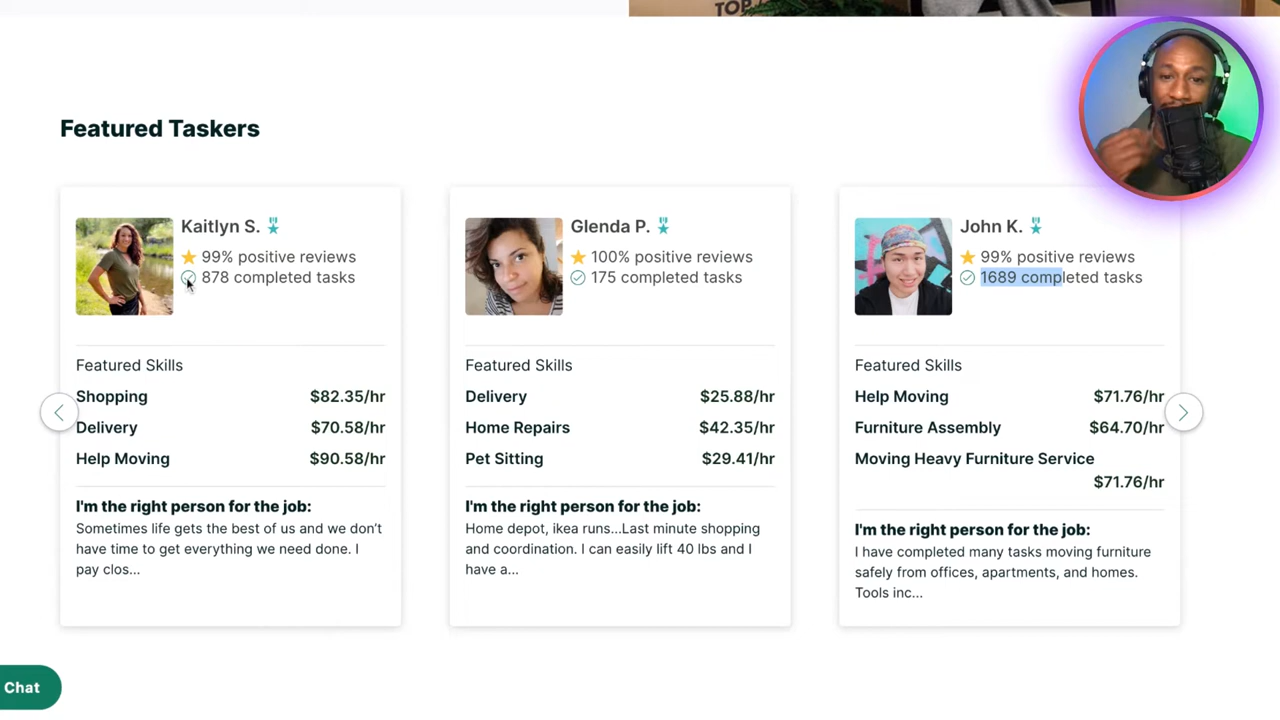 TOP
Featured Taskers
Kaitlyn S.
99% positive reviews
878 completed tasks
Featured Skills
Shopping $82.35/hr
Delivery $70.58/hr
Help Moving $90.58/hr
I'm the right person for the job:
Sometimes life gets the best of us and we don't
have time to get everything we need done. I
pay clos...
Glenda P.
100% positive reviews
175 completed tasks
Featured Skills
Delivery $25.88/hr
Home Repairs $42.35/hr
Pet Sitting $29.41/hr
I'm the right person for the job:
Home depot, ikea runs...Last minute shopping
and coordination. I can easily lift 40 lbs and I
have a...
John K.
99% positive reviews
1689 completed tasks
Featured Skills
Help Moving $71.76/hr
Furniture Assembly $64.70/hr
Moving Heavy Furniture Service
$71.76/hr
I'm the right person for the job:
I have completed many tasks moving furniture
safely from offices, apartments, and homes.
Tools inc...
Chat